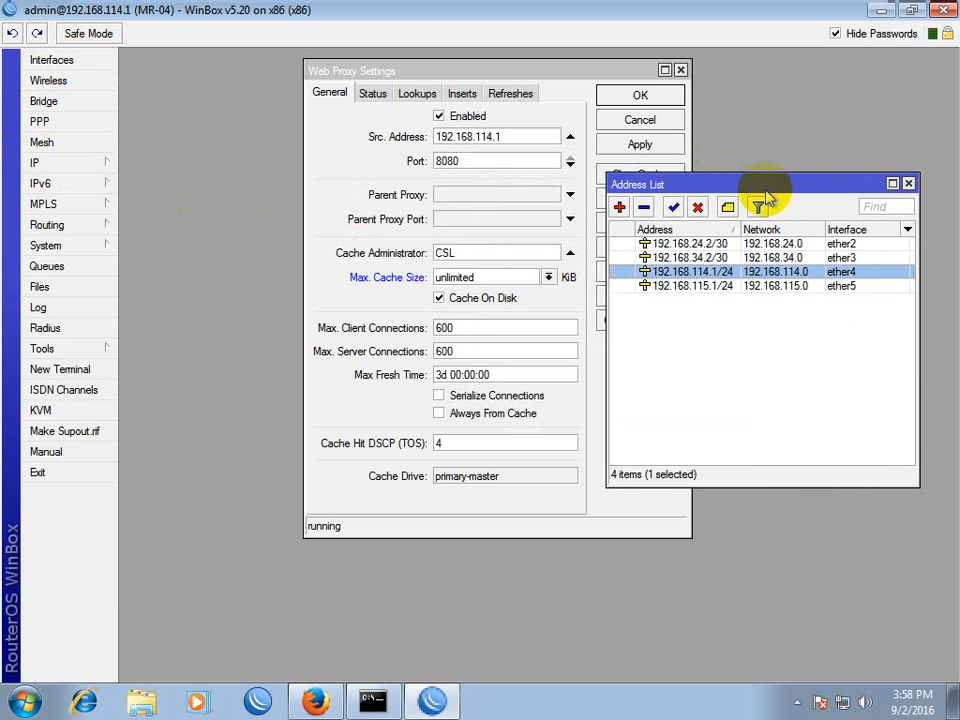 admin@192.168.114.1 (MR-04) - WinBox v5.20 on x86 (x86)
Safe Mode
Hide Passwords
Interfaces
Wireless
Bridge
PPP
Mesh
IP
IPv6
MPLS
Routing
System
Queues
Files
Log
Radius
Tools
New Terminal
ISDN Channels
KVM
Make Supout.rif
Manual
Exit
RouterOS WinBox
Web Proxy Settings
General Status Lookups Inserts Refreshes
Enabled
Src. Address: 192.168.114.1
Port: 8080
Parent Proxy:
Parent Proxy Port:
Cache Administrator: CSL
Max. Cache Size: unlimited KiB
Cache On Disk
Max. Client Connections: 600
Max. Server Connections: 600
Max Fresh Time: 3d 00:00:00
Serialize Connections
Always From Cache
Cache Hit DSCP (TOS): 4
Cache Drive: primary-master
running
OK
Cancel
Apply
Address List
Find
Address Network Interface
192.168.24.2/30 192.168.24.0 ether2
192.168.34.2/30 192.168.34.0 ether3
192.168.114.1/24 192.168.114.0 ether4
192.168.115.1/24 192.168.115.0 ether5
4 items (1 selected)
3:58 PM
9/2/2016